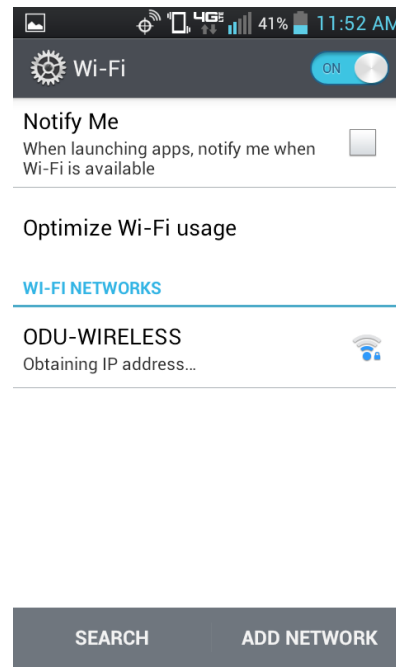 4GE 41% 11:52 AM
Wi-Fi ON
Notify Me
When launching apps, notify me when
Wi-Fi is available
Optimize Wi-Fi usage
WI-FI NETWORKS
ODU-WIRELESS
Obtaining IP address...
SEARCH ADD NETWORK